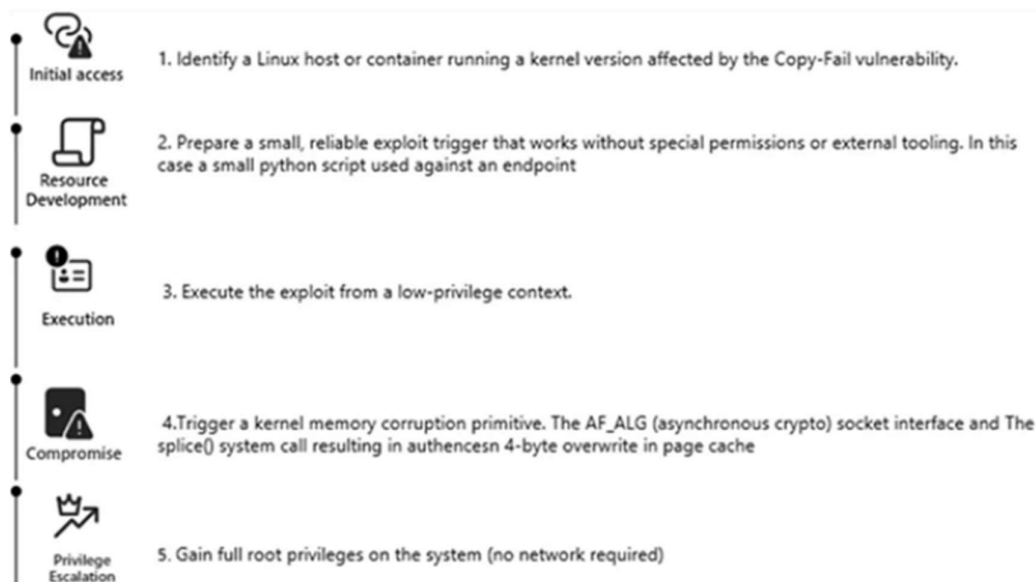 Initial access
1. Identify a Linux host or container running a kernel version affected by the Copy-Fail vulnerability.
Resource
Development
2. Prepare a small, reliable exploit trigger that works without special permissions or external tooling. In this
case a small python script used against an endpoint
Execution
3. Execute the exploit from a low-privilege context.
Compromise
4.Trigger a kernel memory corruption primitive. The AF_ALG (asynchronous crypto) socket interface and The
splice() system call resulting in authencesn 4-byte overwrite in page cache
Privilege
Escalation
5. Gain full root privileges on the system (no network required)